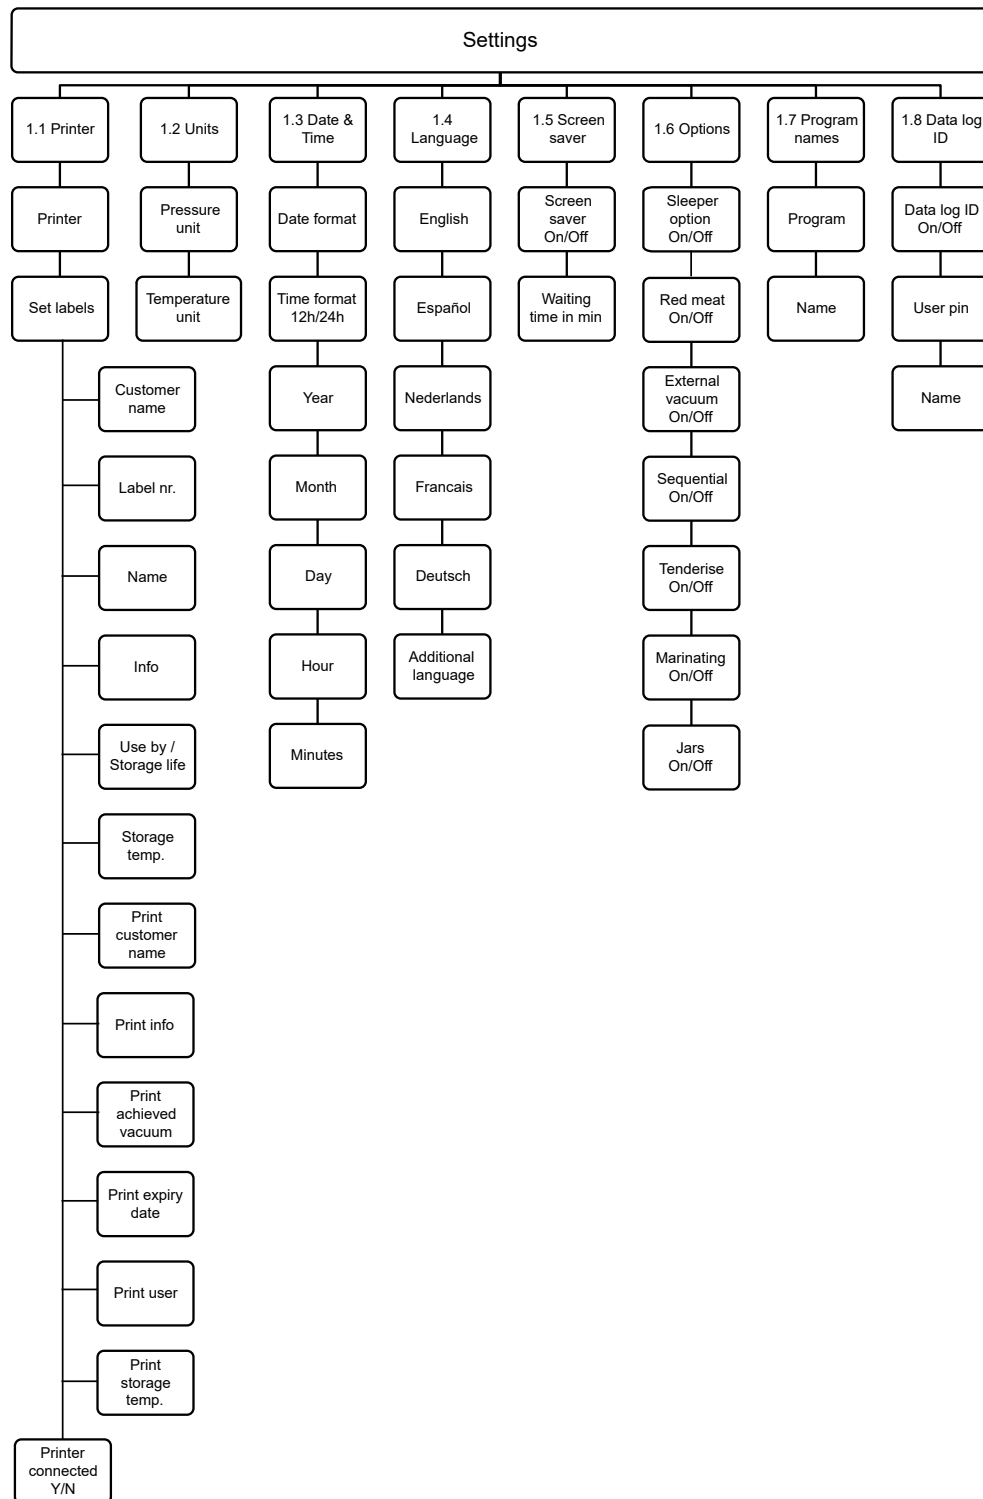 Settings
1.1 Printer
1.2 Units
1.3 Date &
Time
1.4
Language
1.5 Screen
saver
1.6 Options
1.7 Program
names
1.8 Data log
ID
Printer
Pressure
unit
Date format
English
Screen
saver
On/Off
Sleeper
option
On/Off
Program
Data log ID
On/Off
Set labels
Temperature
unit
Time format
12h/24h
Español
Waiting
time in min
Red meat
On/Off
Name
User pin
Customer
name
Year
Nederlands
External
vacuum
On/Off
Name
Label nr.
Month
Francais
Sequential
On/Off
Name
Day
Deutsch
Tenderise
On/Off
Info
Hour
Additional
language
Marinating
On/Off
Use by /
Storage life
Minutes
Jars
On/Off
Storage
temp.
Print
customer
name
Print info
Print
achieved
vacuum
Print expiry
date
Print user
Print
storage
temp.
Printer
connected
Y/N